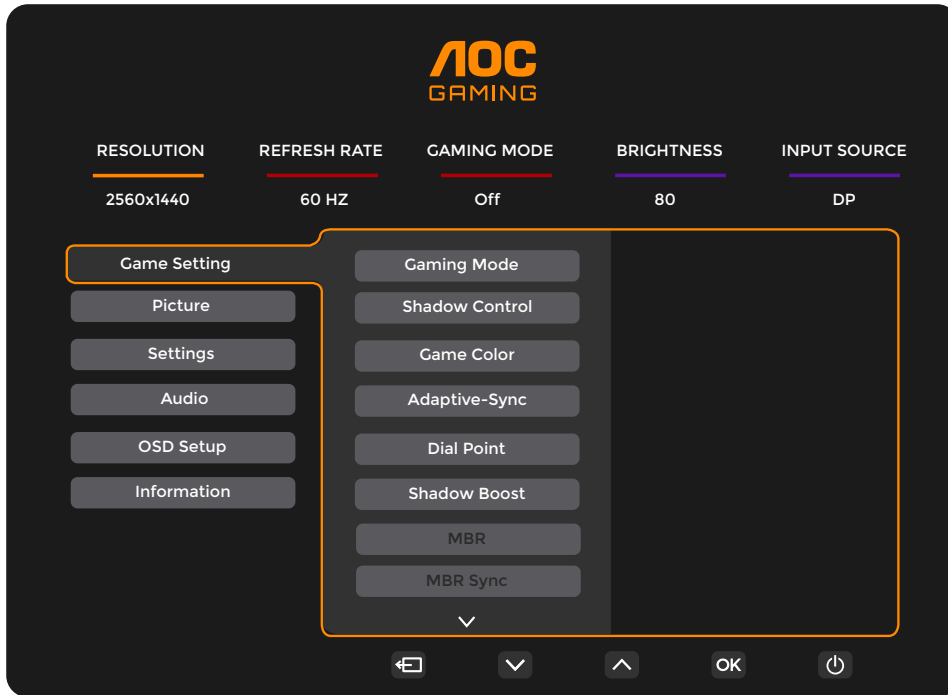 AOC
GAMING
RESOLUTION REFRESH RATE GAMING MODE BRIGHTNESS INPUT SOURCE
2560x1440 60 HZ Off 80 DP
Game Setting
Picture
Settings
Audio
OSD Setup
Information
Gaming Mode
Shadow Control
Game Color
Adaptive-Sync
Dial Point
Shadow Boost
MBR
MBR Sync
OK